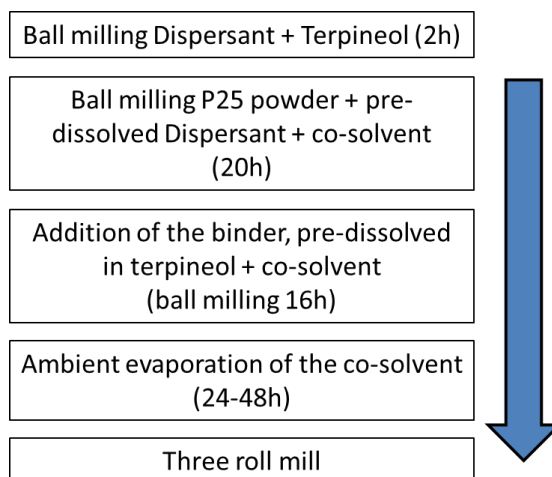 Ball milling Dispersant + Terpineol (2h)
Ball milling P25 powder + pre-
dissolved Dispersant + co-solvent
(20h)
Addition of the binder, pre-dissolved
in terpineol + co-solvent
(ball milling 16h)
Ambient evaporation of the co-solvent
(24-48h)
Three roll mill